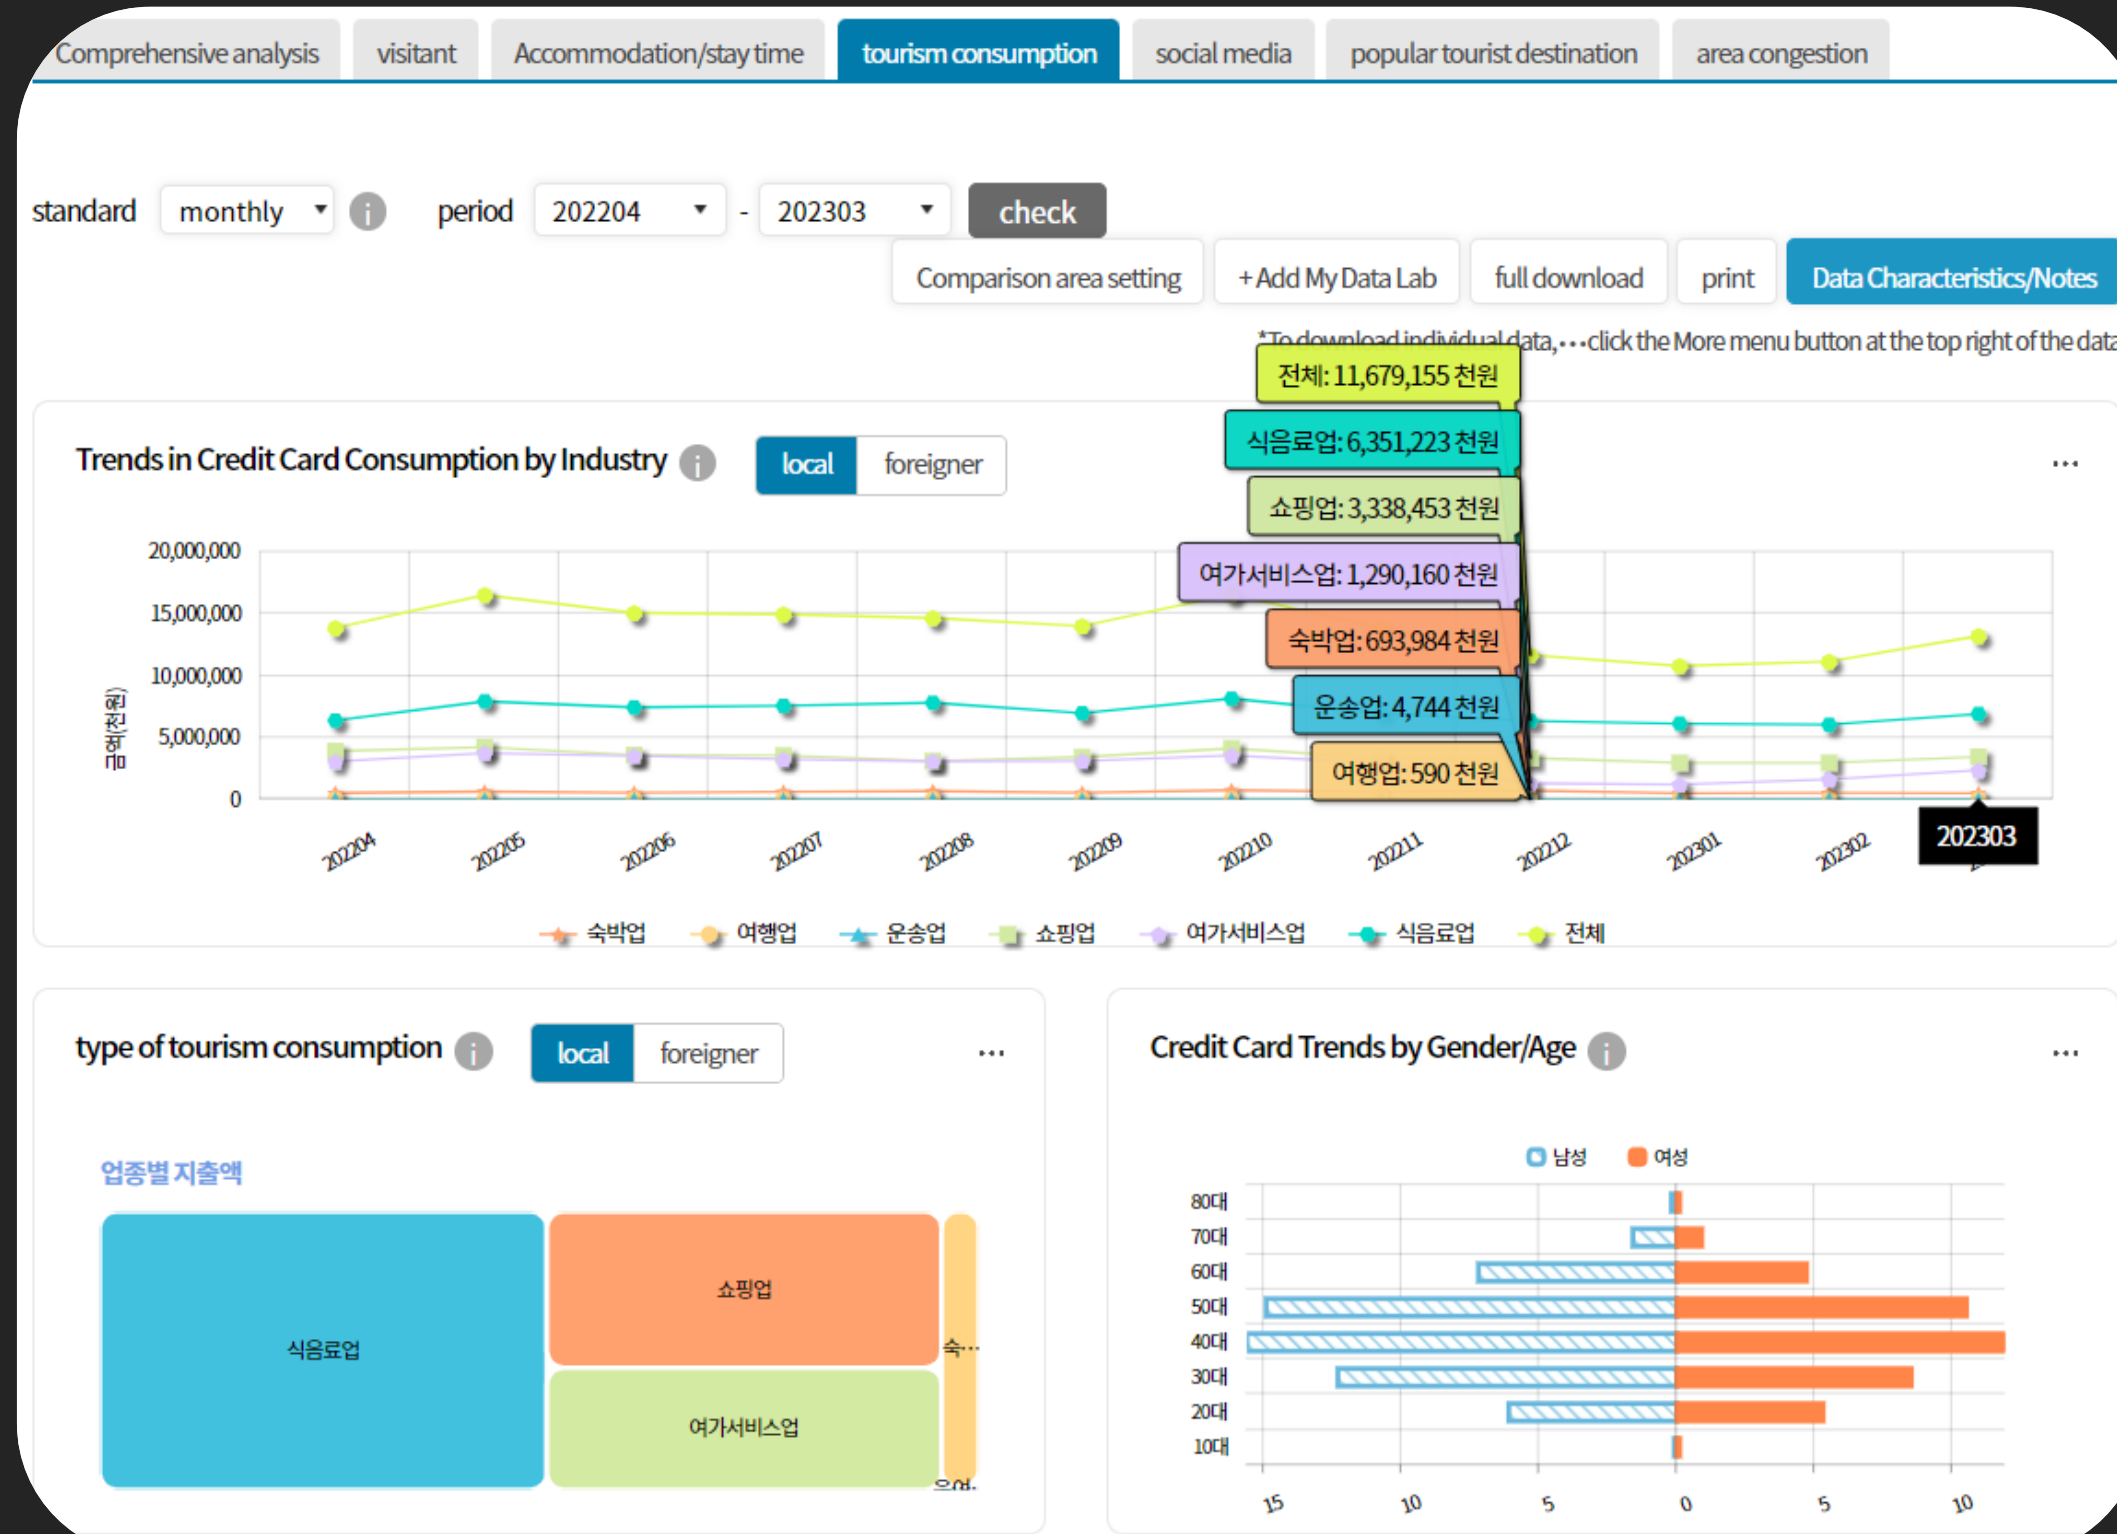 Comprehensive analysis
visitant
Accommodation/stay time
tourism consumption
social media
popular tourist destination
area congestion
standard
monthly
period
202204
-
202303
check
Comparison area setting
+ Add My Data Lab
full download
print
Data Characteristics/Notes
*To download individual data,···click the More menu button at the top right of the data
Trends in Credit Card Consumption by Industry
local
foreigner
전체: 11,679,155 천원
식음료업: 6,351,223 천원
쇼핑업: 3,338,453 천원
여가서비스업: 1,290,160 천원
숙박업: 693,984 천원
운송업: 4,744 천원
여행업: 590 천원
금액(천원)
20,000,000
15,000,000
10,000,000
5,000,000
0
202204
202205
202206
202207
202208
202209
202210
202211
202212
202301
202302
202303
숙박업
여행업
운송업
쇼핑업
여가서비스업
식음료업
전체
type of tourism consumption
local
foreigner
업종별 지출액
식음료업
쇼핑업
여가서비스업
숙···
Credit Card Trends by Gender/Age
남성
여성
80대
70대
60대
50대
40대
30대
20대
10대
15
10
5
0
5
10